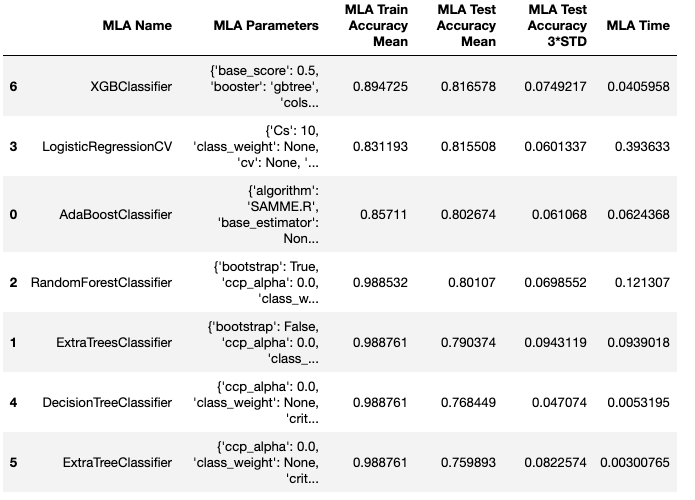 MLA Name MLA Parameters MLA Train Accuracy Mean MLA Test Accuracy Mean MLA Test Accuracy 3*STD MLA Time
6 XGBClassifier {'base_score': 0.5, 'booster': 'gbtree', 'cols... 0.894725 0.816578 0.0749217 0.0405958
3 LogisticRegressionCV {'Cs': 10, 'class_weight': None, 'cv': None, '... 0.831193 0.815508 0.0601337 0.393633
0 AdaBoostClassifier {'algorithm': 'SAMME.R', 'base_estimator': Non... 0.85711 0.802674 0.061068 0.0624368
2 RandomForestClassifier {'bootstrap': True, 'ccp_alpha': 0.0, 'class_w... 0.988532 0.80107 0.0698552 0.121307
1 ExtraTreesClassifier {'bootstrap': False, 'ccp_alpha': 0.0, 'class_... 0.988761 0.790374 0.0943119 0.0939018
4 DecisionTreeClassifier {'ccp_alpha': 0.0, 'class_weight': None, 'crit... 0.988761 0.768449 0.047074 0.0053195
5 ExtraTreeClassifier {'ccp_alpha': 0.0, 'class_weight': None, 'crit... 0.988761 0.759893 0.0822574 0.00300765